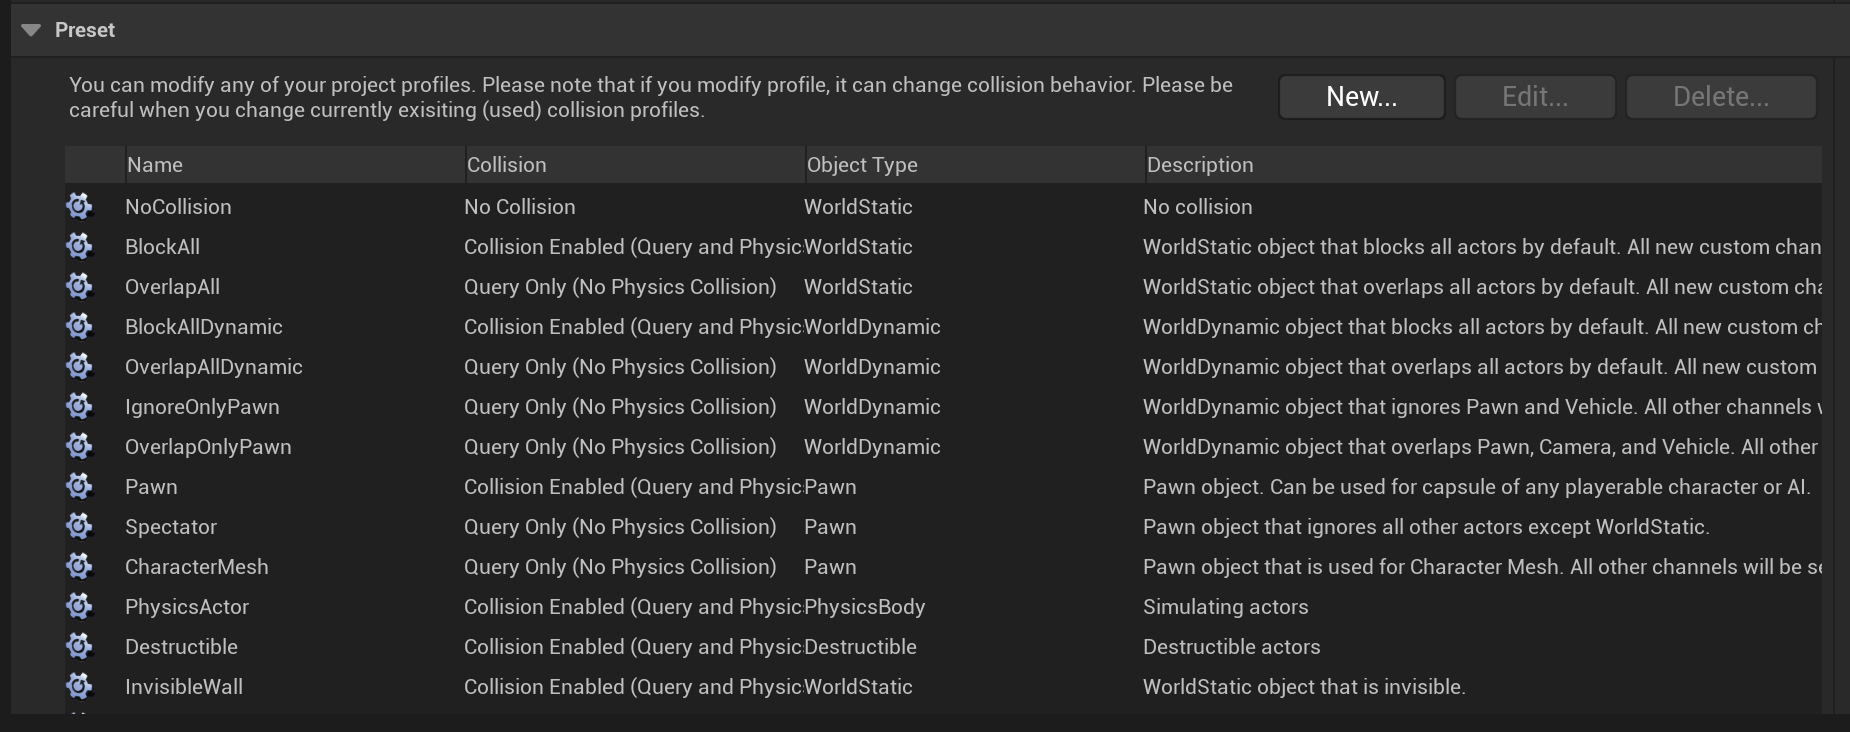 Preset
You can modify any of your project profiles. Please note that if you modify profile, it can change collision behavior. Please be
careful when you change currently exisiting (used) collision profiles.
New... Edit... Delete...
Name Collision Object Type Description
NoCollision No Collision WorldStatic No collision
BlockAll Collision Enabled (Query and Physic WorldStatic WorldStatic object that blocks all actors by default. All new custom chan
OverlapAll Query Only (No Physics Collision) WorldStatic WorldStatic object that overlaps all actors by default. All new custom cha
BlockAllDynamic Collision Enabled (Query and Physic WorldDynamic WorldDynamic object that blocks all actors by default. All new custom ch
OverlapAllDynamic Query Only (No Physics Collision) WorldDynamic WorldDynamic object that overlaps all actors by default. All new custom
IgnoreOnlyPawn Query Only (No Physics Collision) WorldDynamic WorldDynamic object that ignores Pawn and Vehicle. All other channels
OverlapOnlyPawn Query Only (No Physics Collision) WorldDynamic WorldDynamic object that overlaps Pawn, Camera, and Vehicle. All other
Pawn Collision Enabled (Query and Physic Pawn Pawn object. Can be used for capsule of any playerable character or AI.
Spectator Query Only (No Physics Collision) Pawn Pawn object that ignores all other actors except WorldStatic.
CharacterMesh Query Only (No Physics Collision) Pawn Pawn object that is used for Character Mesh. All other channels will be se
PhysicsActor Collision Enabled (Query and Physic PhysicsBody Simulating actors
Destructible Collision Enabled (Query and Physic Destructible Destructible actors
InvisibleWall Collision Enabled (Query and Physic WorldStatic WorldStatic object that is invisible.